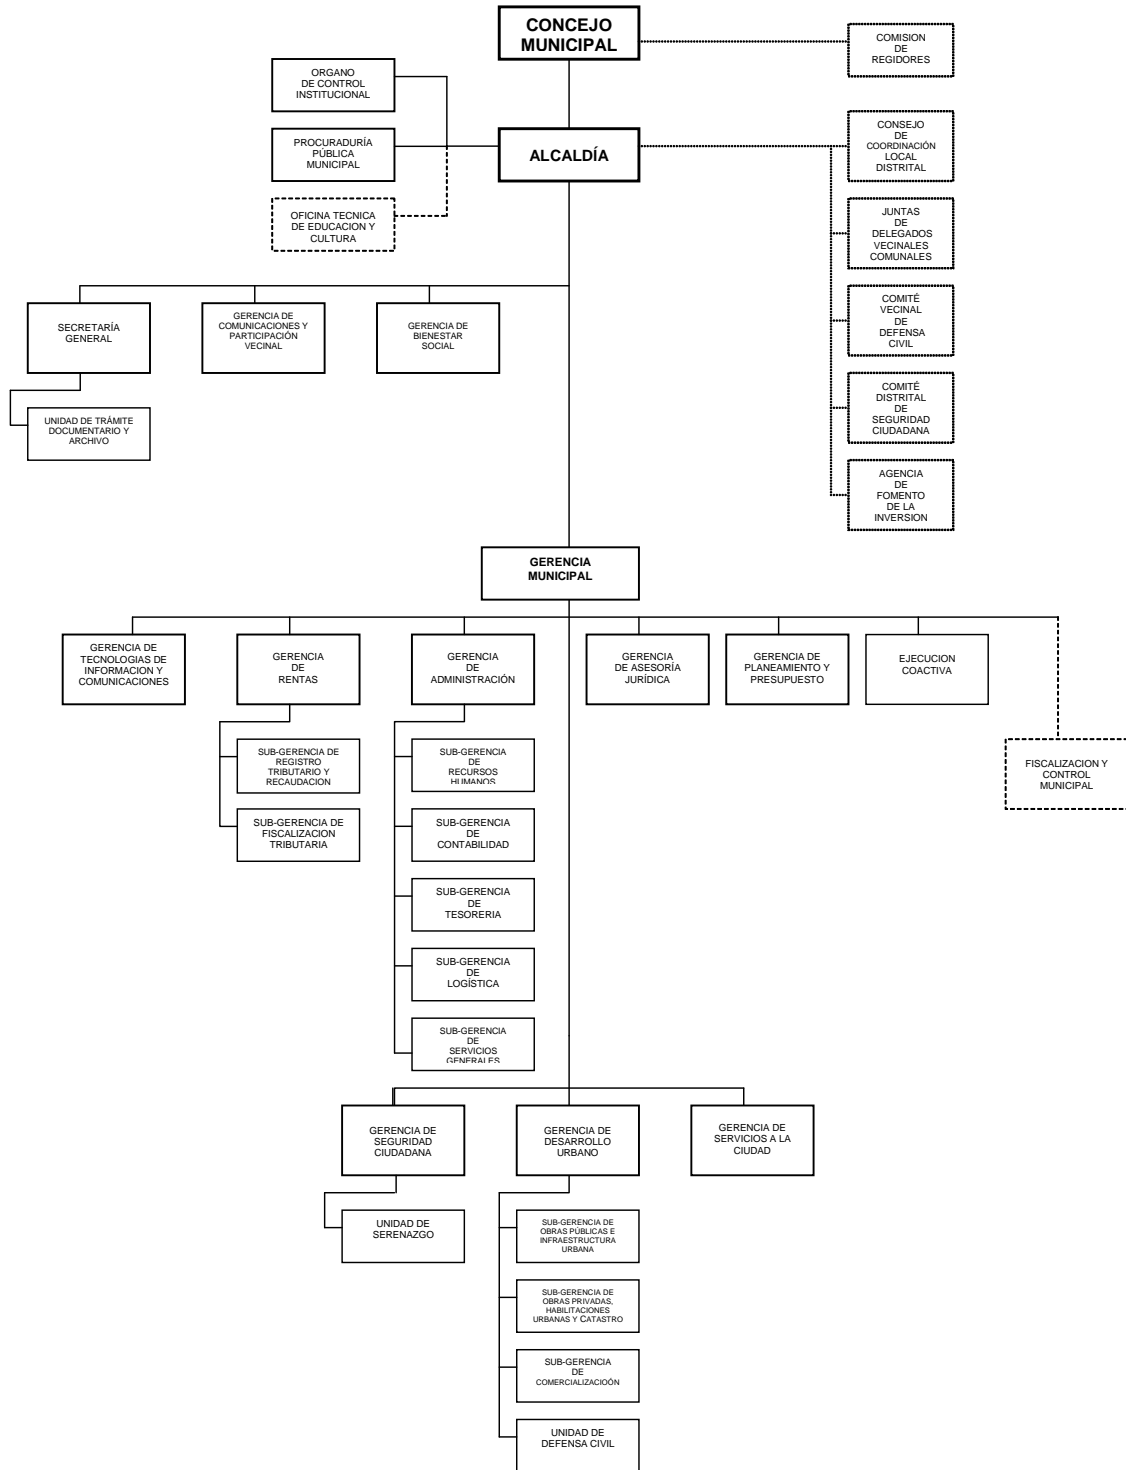 CONCEJO
MUNICIPAL
COMISION
DE
REGIDORES
ORGANO
DE CONTROL
INSTITUCIONAL
PROCURADURÍA
PÚBLICA
MUNICIPAL
ALCALDÍA
CONSEJO
DE
COORDINACIÓN
LOCAL
DISTRITAL
OFICINA TECNICA
DE EDUCACION Y
CULTURA
JUNTAS
DE
DELEGADOS
VECINALES
COMUNALES
SECRETARÍA
GENERAL
GERENCIA DE
COMUNICACIONES Y
PARTICIPACIÓN
VECINAL
GERENCIA DE
BIENESTAR
SOCIAL
COMITÉ
VECINAL
DE
DEFENSA
CIVIL
UNIDAD DE TRÁMITE
DOCUMENTARIO Y
ARCHIVO
COMITÉ
DISTRITAL
DE
SEGURIDAD
CIUDADANA
AGENCIA
DE
FOMENTO
DE LA
INVERSION
GERENCIA
MUNICIPAL
GERENCIA DE
TECNOLOGIAS DE
INFORMACION Y
COMUNICACIONES
GERENCIA
DE
RENTAS
GERENCIA
DE
ADMINISTRACIÓN
GERENCIA
DE ASESORÍA
JURÍDICA
GERENCIA DE
PLANEAMIENTO Y
PRESUPUESTO
EJECUCION
COACTIVA
FISCALIZACION Y
CONTROL
MUNICIPAL
SUB-GERENCIA DE
REGISTRO
TRIBUTARIO Y
RECAUDACION
SUB-GERENCIA DE
FISCALIZACION
TRIBUTARIA
SUB-GERENCIA
DE
RECURSOS
HUMANOS
SUB-GERENCIA
DE
CONTABILIDAD
SUB-GERENCIA
DE
TESORERIA
SUB-GERENCIA
DE
LOGÍSTICA
SUB-GERENCIA
DE
SERVICIOS
GENERALES
GERENCIA DE
SEGURIDAD
CIUDADANA
GERENCIA DE
DESARROLLO
URBANO
GERENCIA DE
SERVICIOS A LA
CIUDAD
UNIDAD DE
SERENAZGO
SUB-GERENCIA DE
OBRAS PÚBLICAS E
INFRAESTRUCTURA
URBANA
SUB-GERENCIA DE
OBRAS PRIVADAS,
HABILITACIONES
URBANAS Y CATASTRO
SUB-GERENCIA
DE
COMERCIALIZACIOÓN
UNIDAD DE
DEFENSA CIVIL